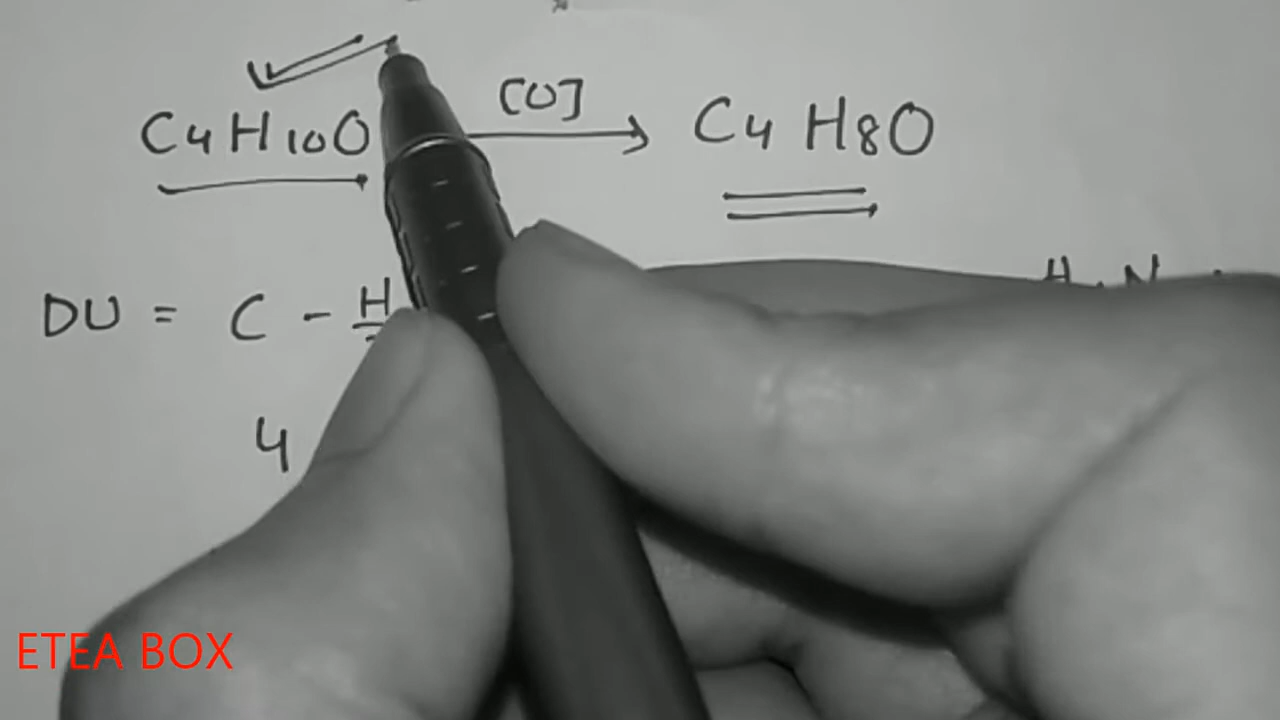 [O]
C4H10O → C4H8O
DU = C - H
4
ETEA BOX